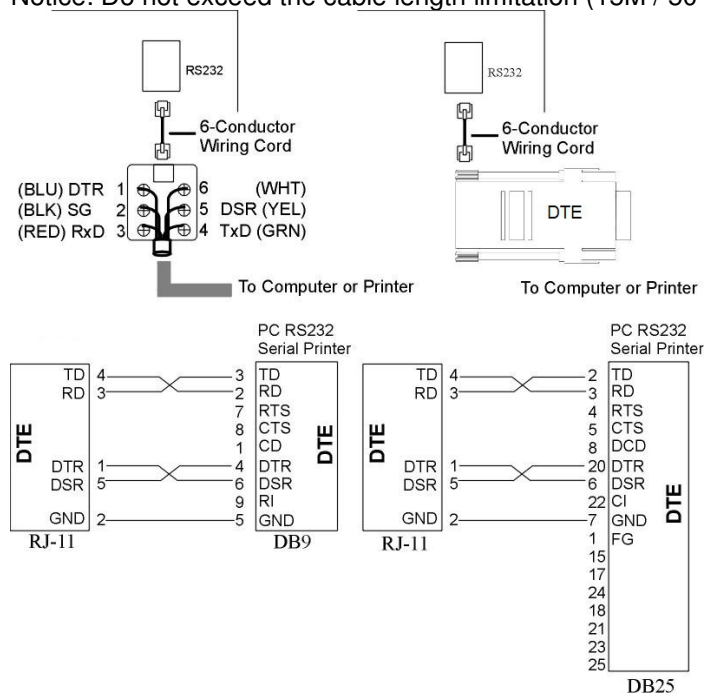 Notice: Do not exceed the cable length limitation (15M / 50
RS232
6-Conductor
Wiring Cord
(BLU) DTR 1
(BLK) SG 2
(RED) RxD 3
6 (WHT)
5 DSR (YEL)
4 TxD (GRN)
To Computer or Printer
RS232
6-Conductor
Wiring Cord
DTE
To Computer or Printer
PC RS232
Serial Printer
TD 4
RD 3
DTE
DTR 1
DSR 5
GND 2
RJ-11
3 TD
2 RD
7 RTS
8 CTS
1 CD
4 DTR
6 DSR
9 RI
5 GND
DTE
DB9
PC RS232
Serial Printer
TD 4
RD 3
DTE
DTR 1
DSR 5
GND 2
RJ-11
2 TD
3 RD
4 RTS
5 CTS
8 DCD
20 DTR
6 DSR
22 CI
7 GND
1 FG
15
17
24
18
21
23
25
DTE
DB25